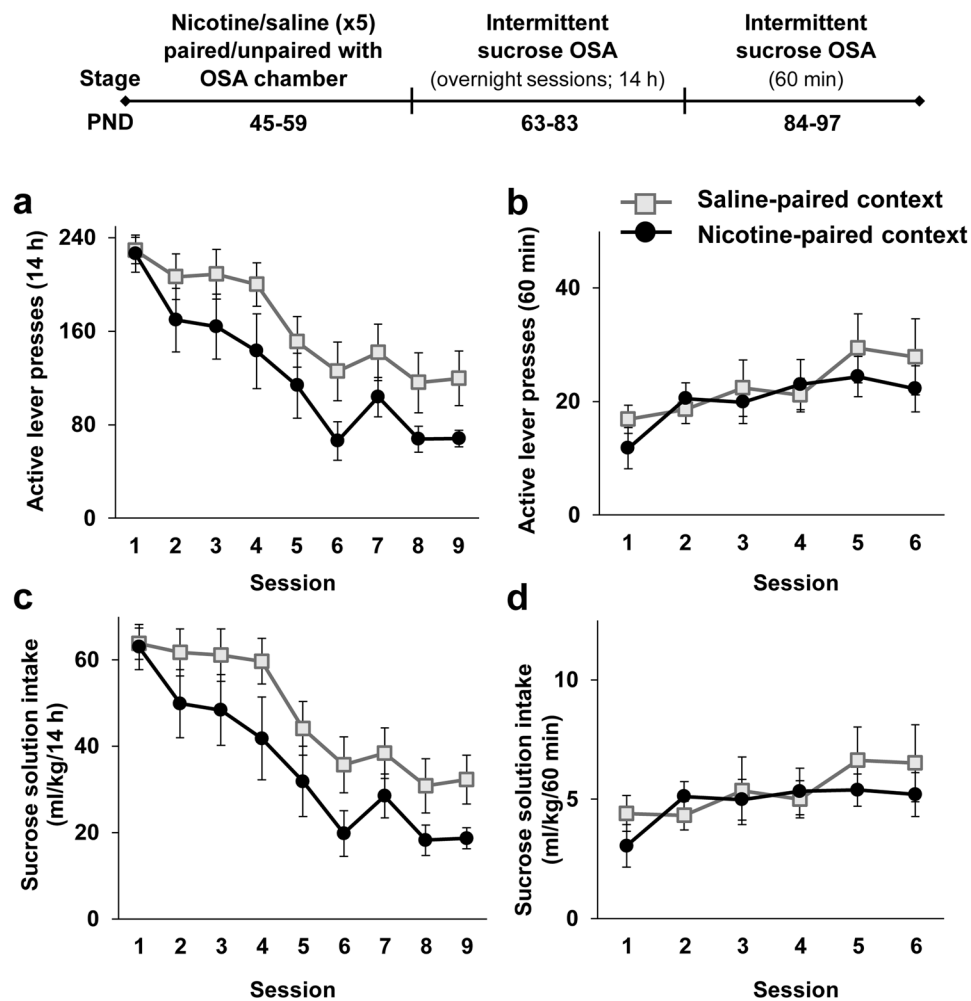 Nicotine/saline (x5)
paired/unpaired with
OSA chamber
Intermittent
sucrose OSA
(overnight sessions; 14 h)
Intermittent
sucrose OSA
(60 min)
Stage
PND
45-59
63-83
84-97
a
Active lever presses (14 h)
240
160
80
0
1 2 3 4 5 6 7 8 9
Session
b
Saline-paired context
Nicotine-paired context
Active lever presses (60 min)
40
20
0
1 2 3 4 5 6
Session
c
Sucrose solution intake
(ml/kg/14 h)
60
40
20
0
1 2 3 4 5 6 7 8 9
Session
d
Sucrose solution intake
(ml/kg/60 min)
10
5
0
1 2 3 4 5 6
Session